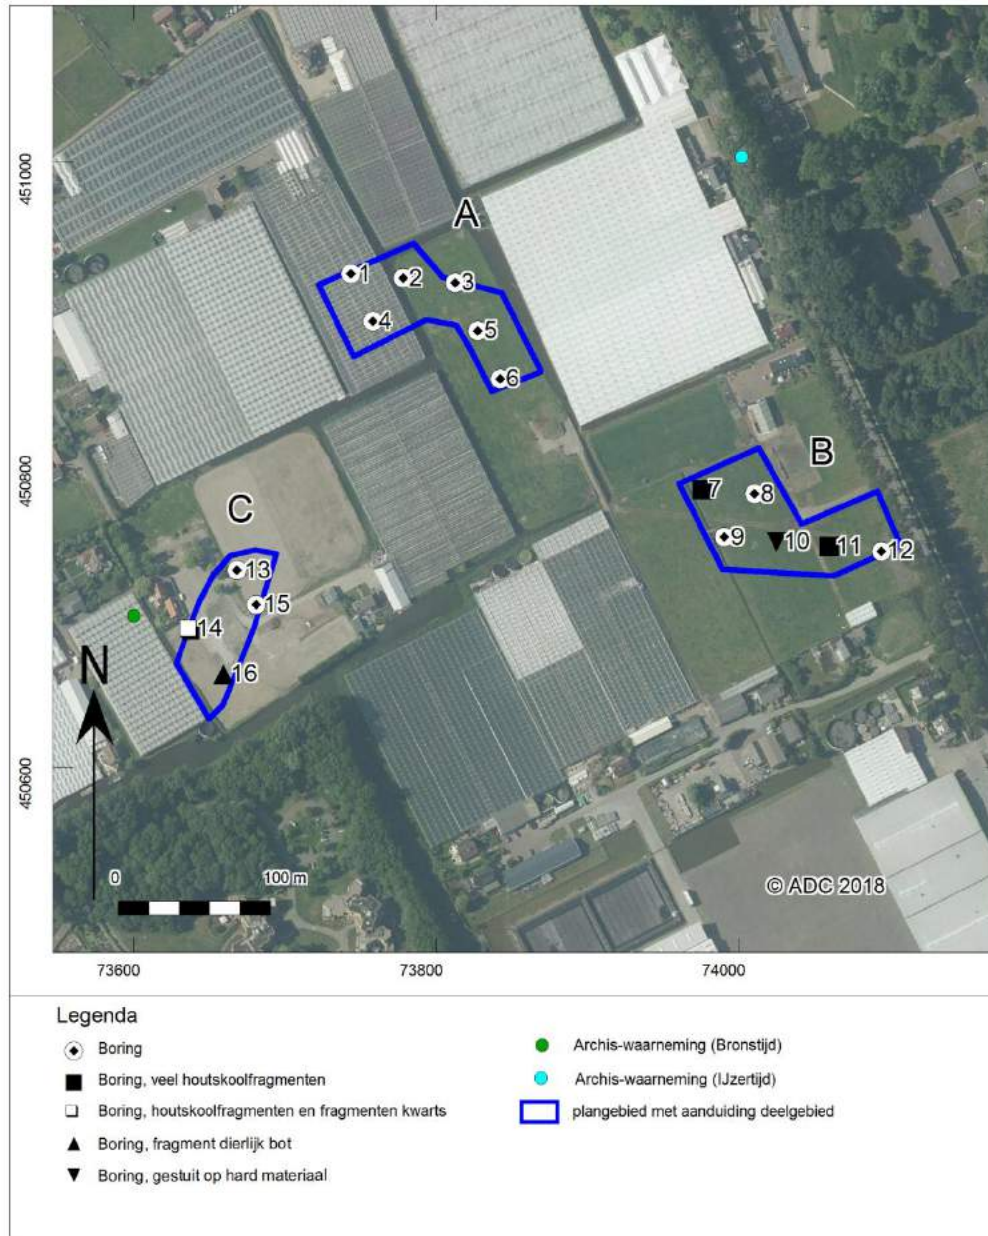 451000
450800
450600
A
1
2
3
4
5
6
B
7
8
9
10
11
12
C
13
15
14
16
N
0 100 m
© ADC 2018
73600 73800 74000
Legenda
Boring
Boring, veel houtskoolfragmenten
Boring, houtskoolfragmenten en fragmenten kwarts
Boring, fragment dierlijk bot
Boring, gestuit op hard materiaal
Archis-waarneming (Bronstijd)
Archis-waarneming (IJzertijd)
plangebied met aanduiding deelgebied